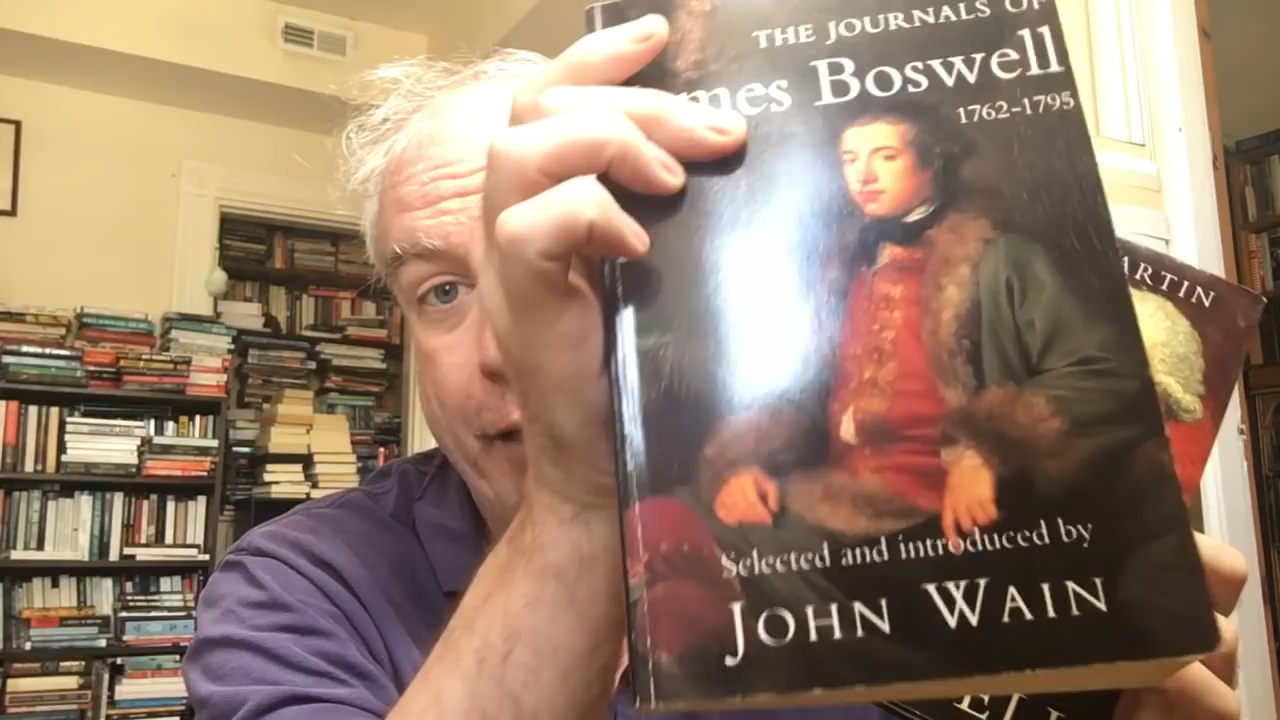 THE JOURNALS OF
mes Boswell
1762-1795
Selected and introduced by
JOHN WAIN
ARTIN